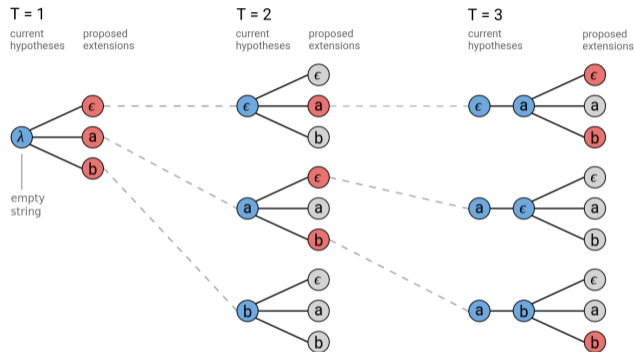 T = 1
T = 2
T = 3
current hypotheses
proposed extensions
current hypotheses
proposed extensions
current hypotheses
proposed extensions
λ
ϵ
a
b
empty string
ϵ
ϵ
a
b
a
ϵ
a
b
b
ϵ
a
b
ϵ
a
ϵ
a
b
a
ϵ
ϵ
a
b
a
b
ϵ
a
b